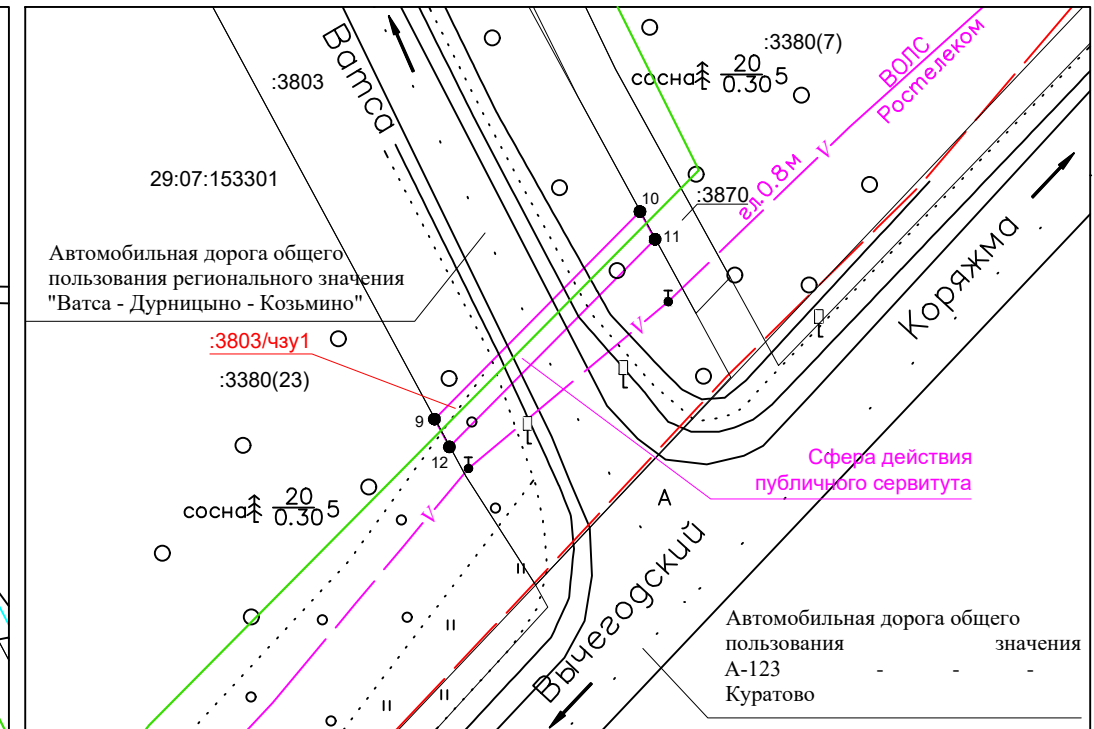 Ватса
:3803
:3380(7)
сосна 20/0.30 5
ВОЛС
Ростелеком
V
гл.0.8м
29:07:153301
:3870
10
11
Автомобильная дорога общего
пользования регионального значения
"Ватса - Дурницыно - Козьмино"
Коряжма
Т
V
:3803/чзу1
:3380(23)
9
12
Т
Сфера действия
публичного сервитута
сосна 20/0.30 5
V
А
Вычегодский
Автомобильная дорога общего
пользования значения
А-123 - - -
Куратово